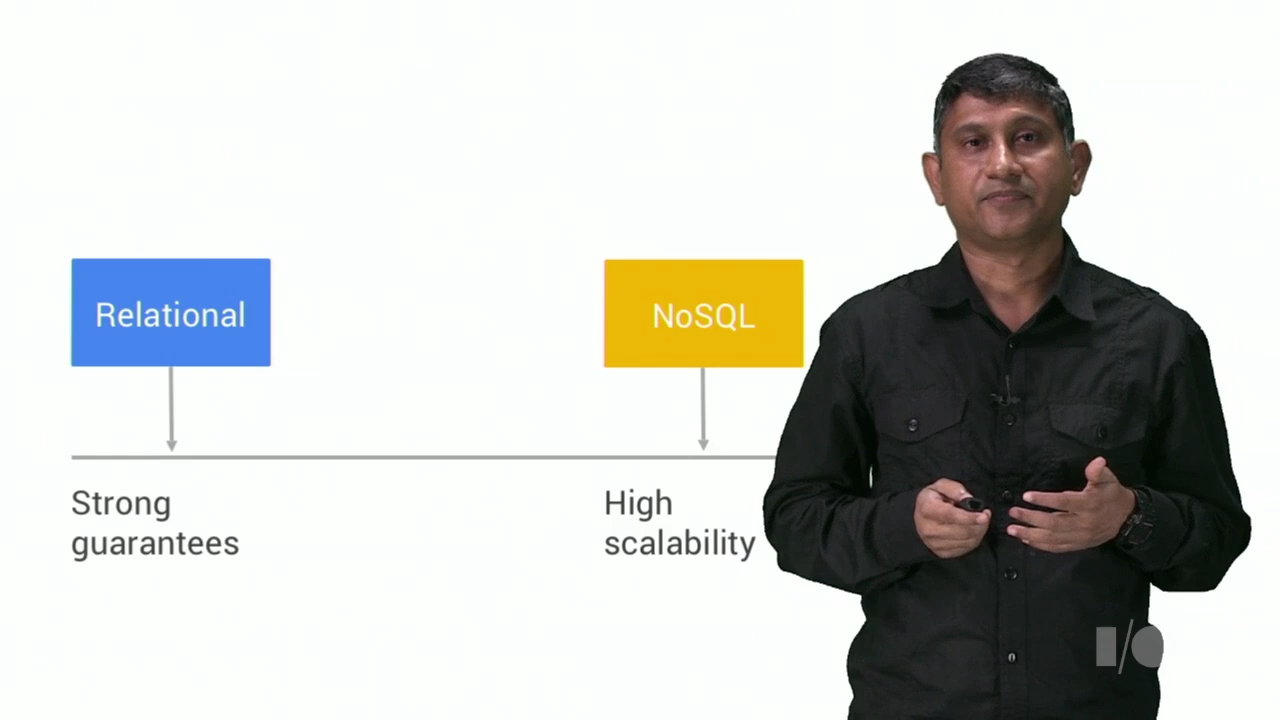 Relational
NoSQL
Strong
guarantees
High
scalability
I/O